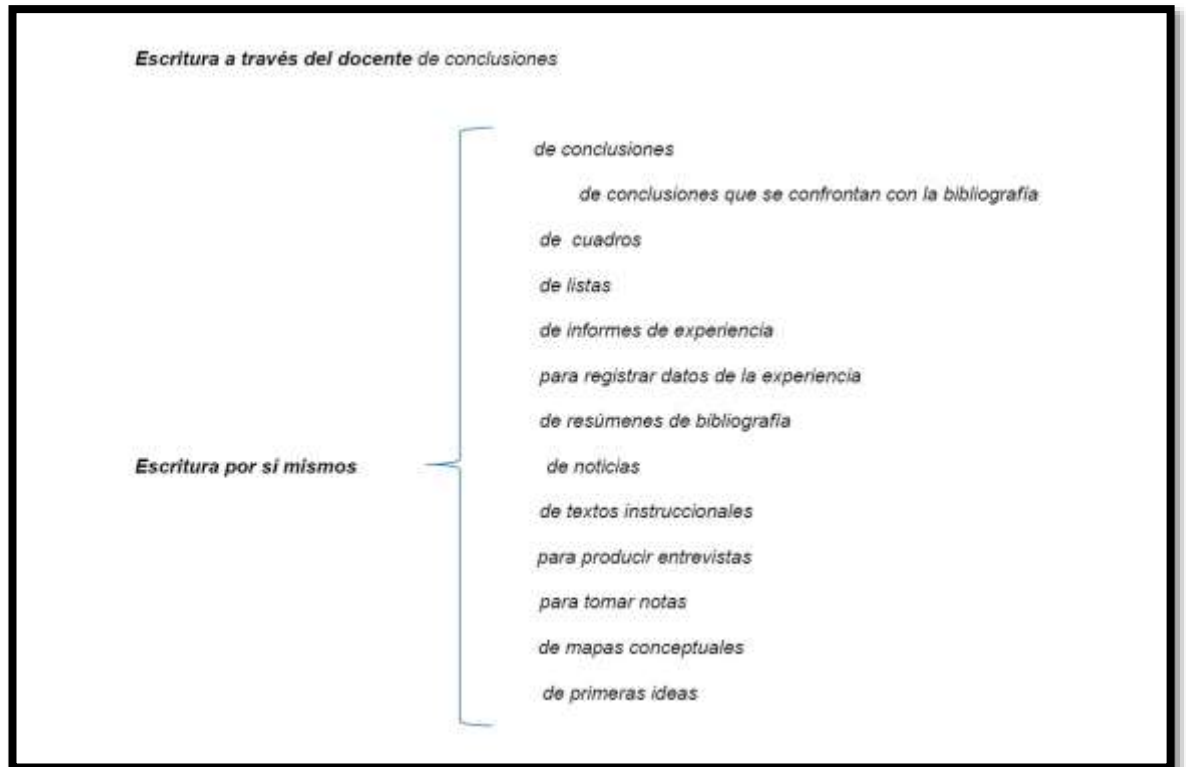 Escritura a través del docente de conclusiones
de conclusiones
de conclusiones que se confrontan con la bibliografía
de cuadros
de listas
de informes de experiencia
para registrar datos de la experiencia
de resúmenes de bibliografía
Escritura por sí mismos
de noticias
de textos instruccionales
para producir entrevistas
para tomar notas
de mapas conceptuales
de primeras ideas